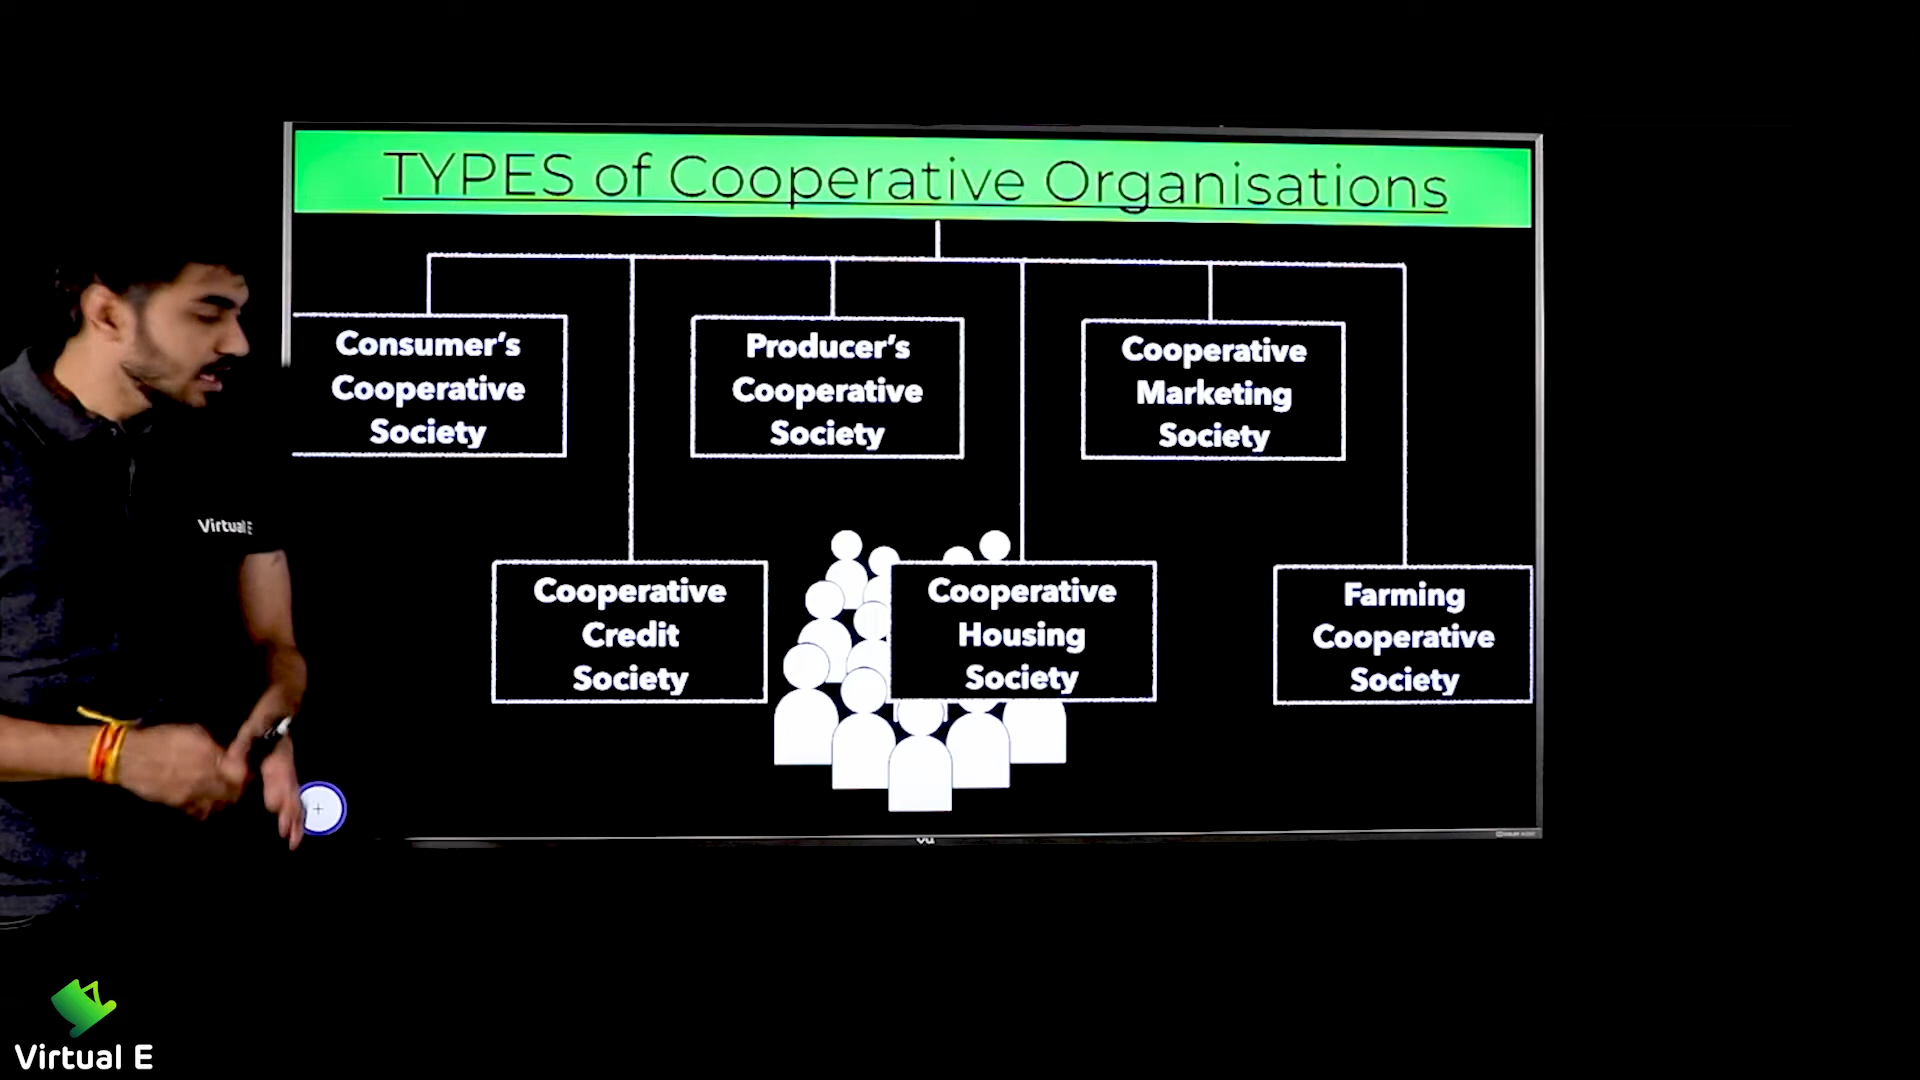 TYPES of Cooperative Organisations
Consumer's
Cooperative
Society
Producer's
Cooperative
Society
Cooperative
Marketing
Society
Cooperative
Credit
Society
Cooperative
Housing
Society
Farming
Cooperative
Society
Virtual E
Vu
Virtual E